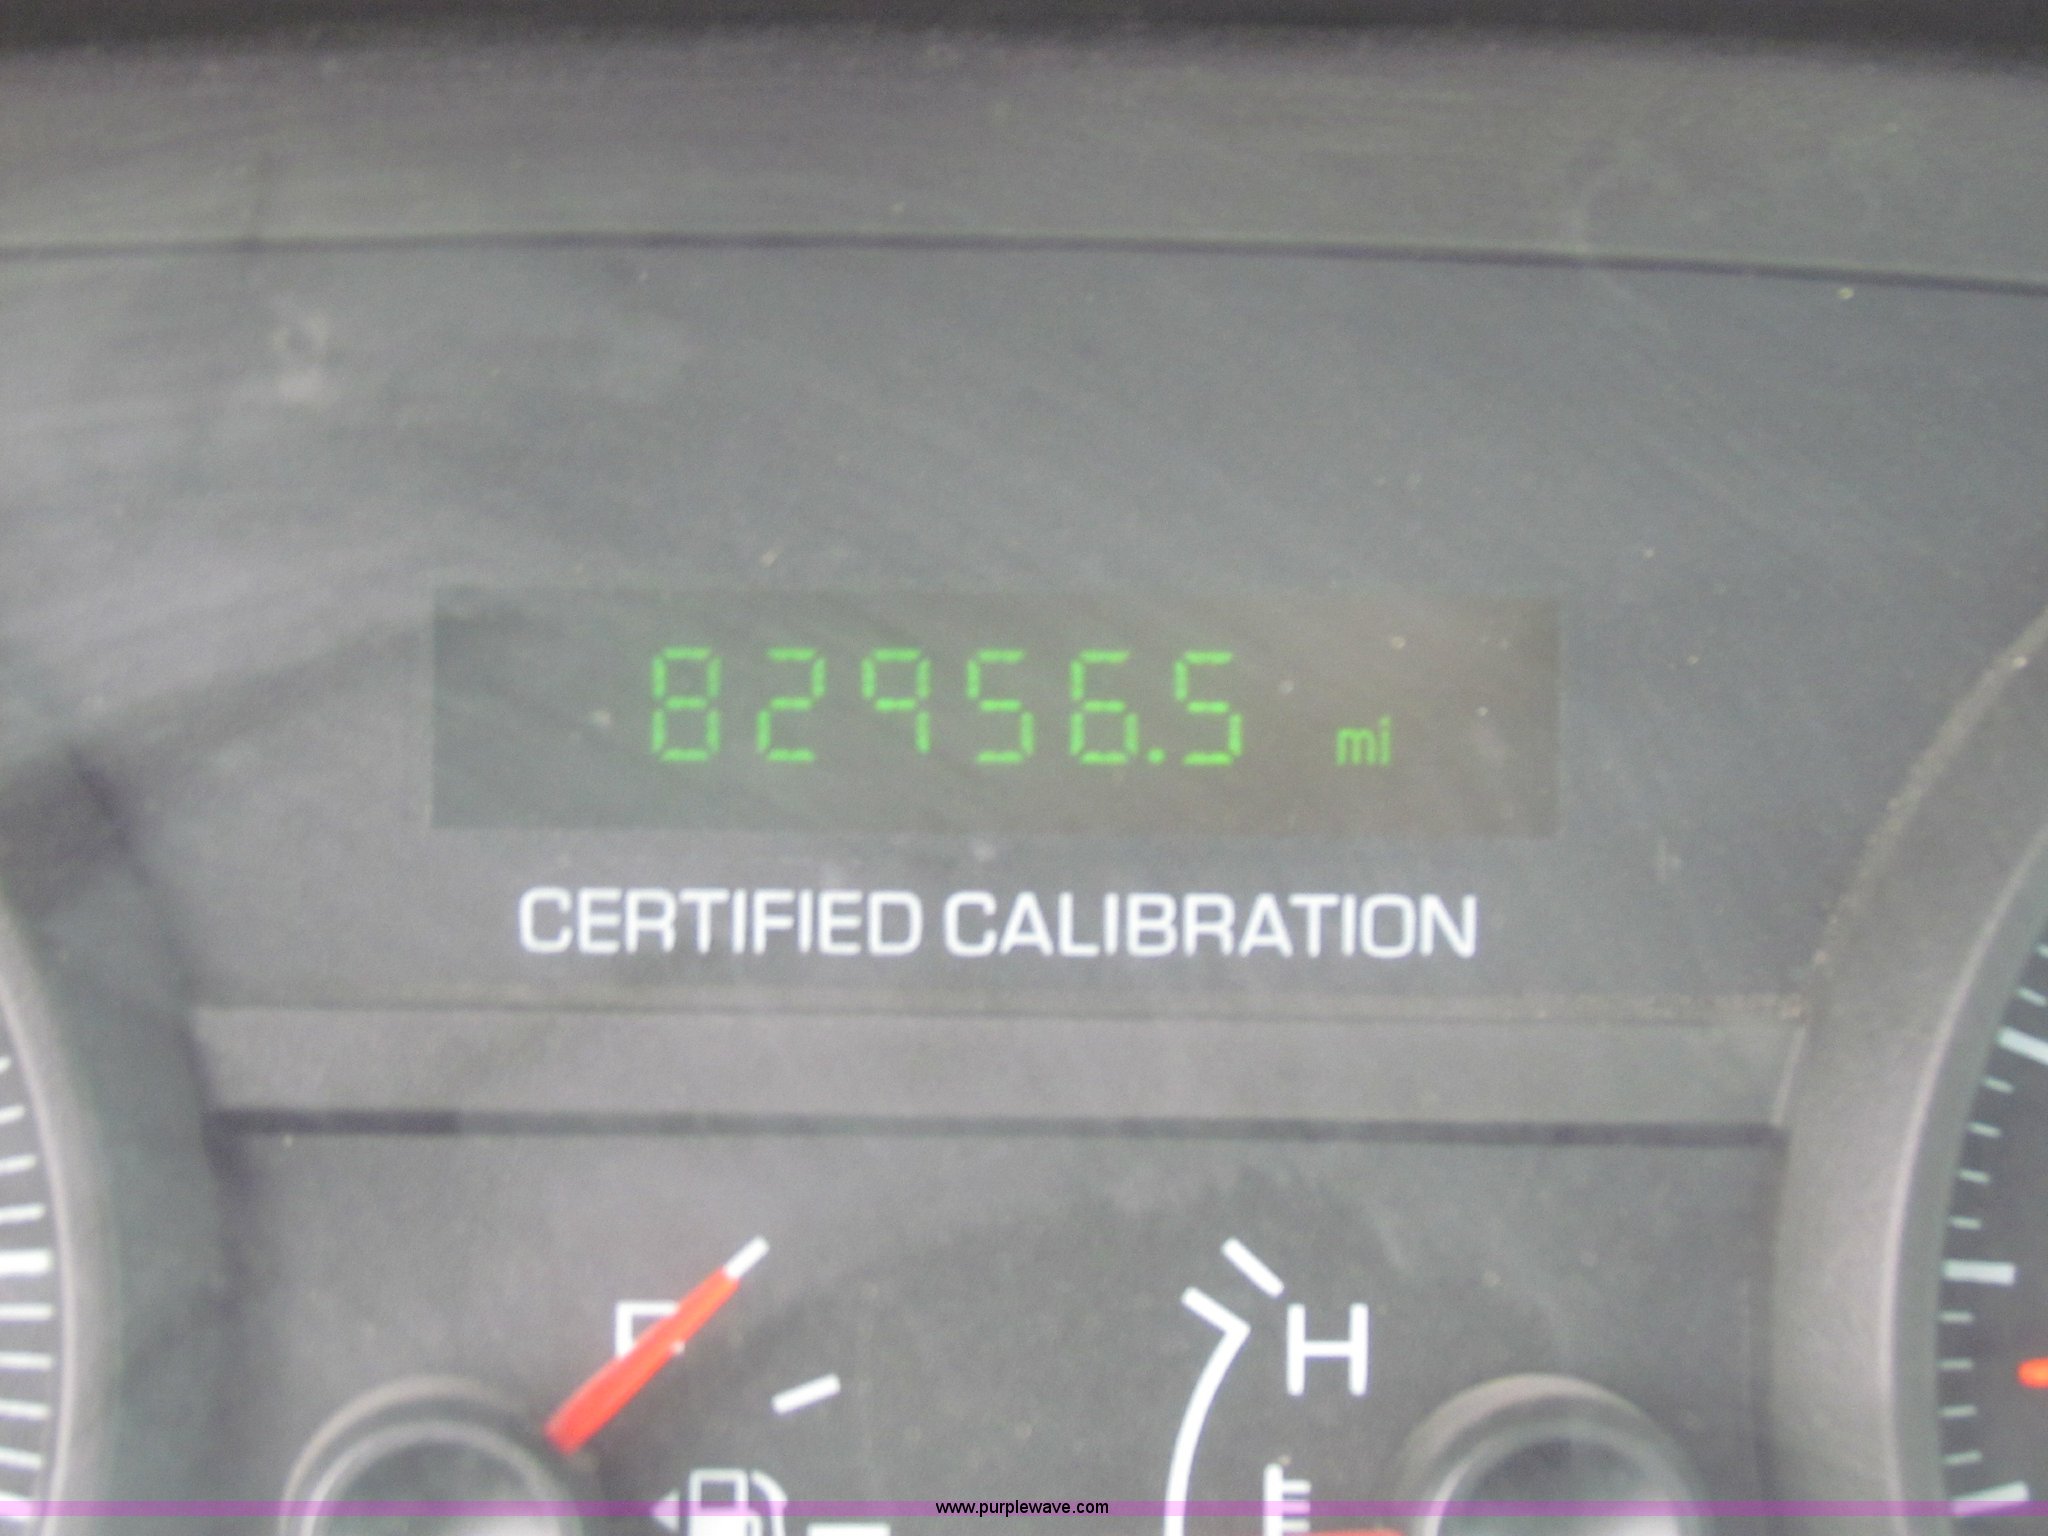 82956.5 mi
CERTIFIED CALIBRATION
F H
www.purplewave.com